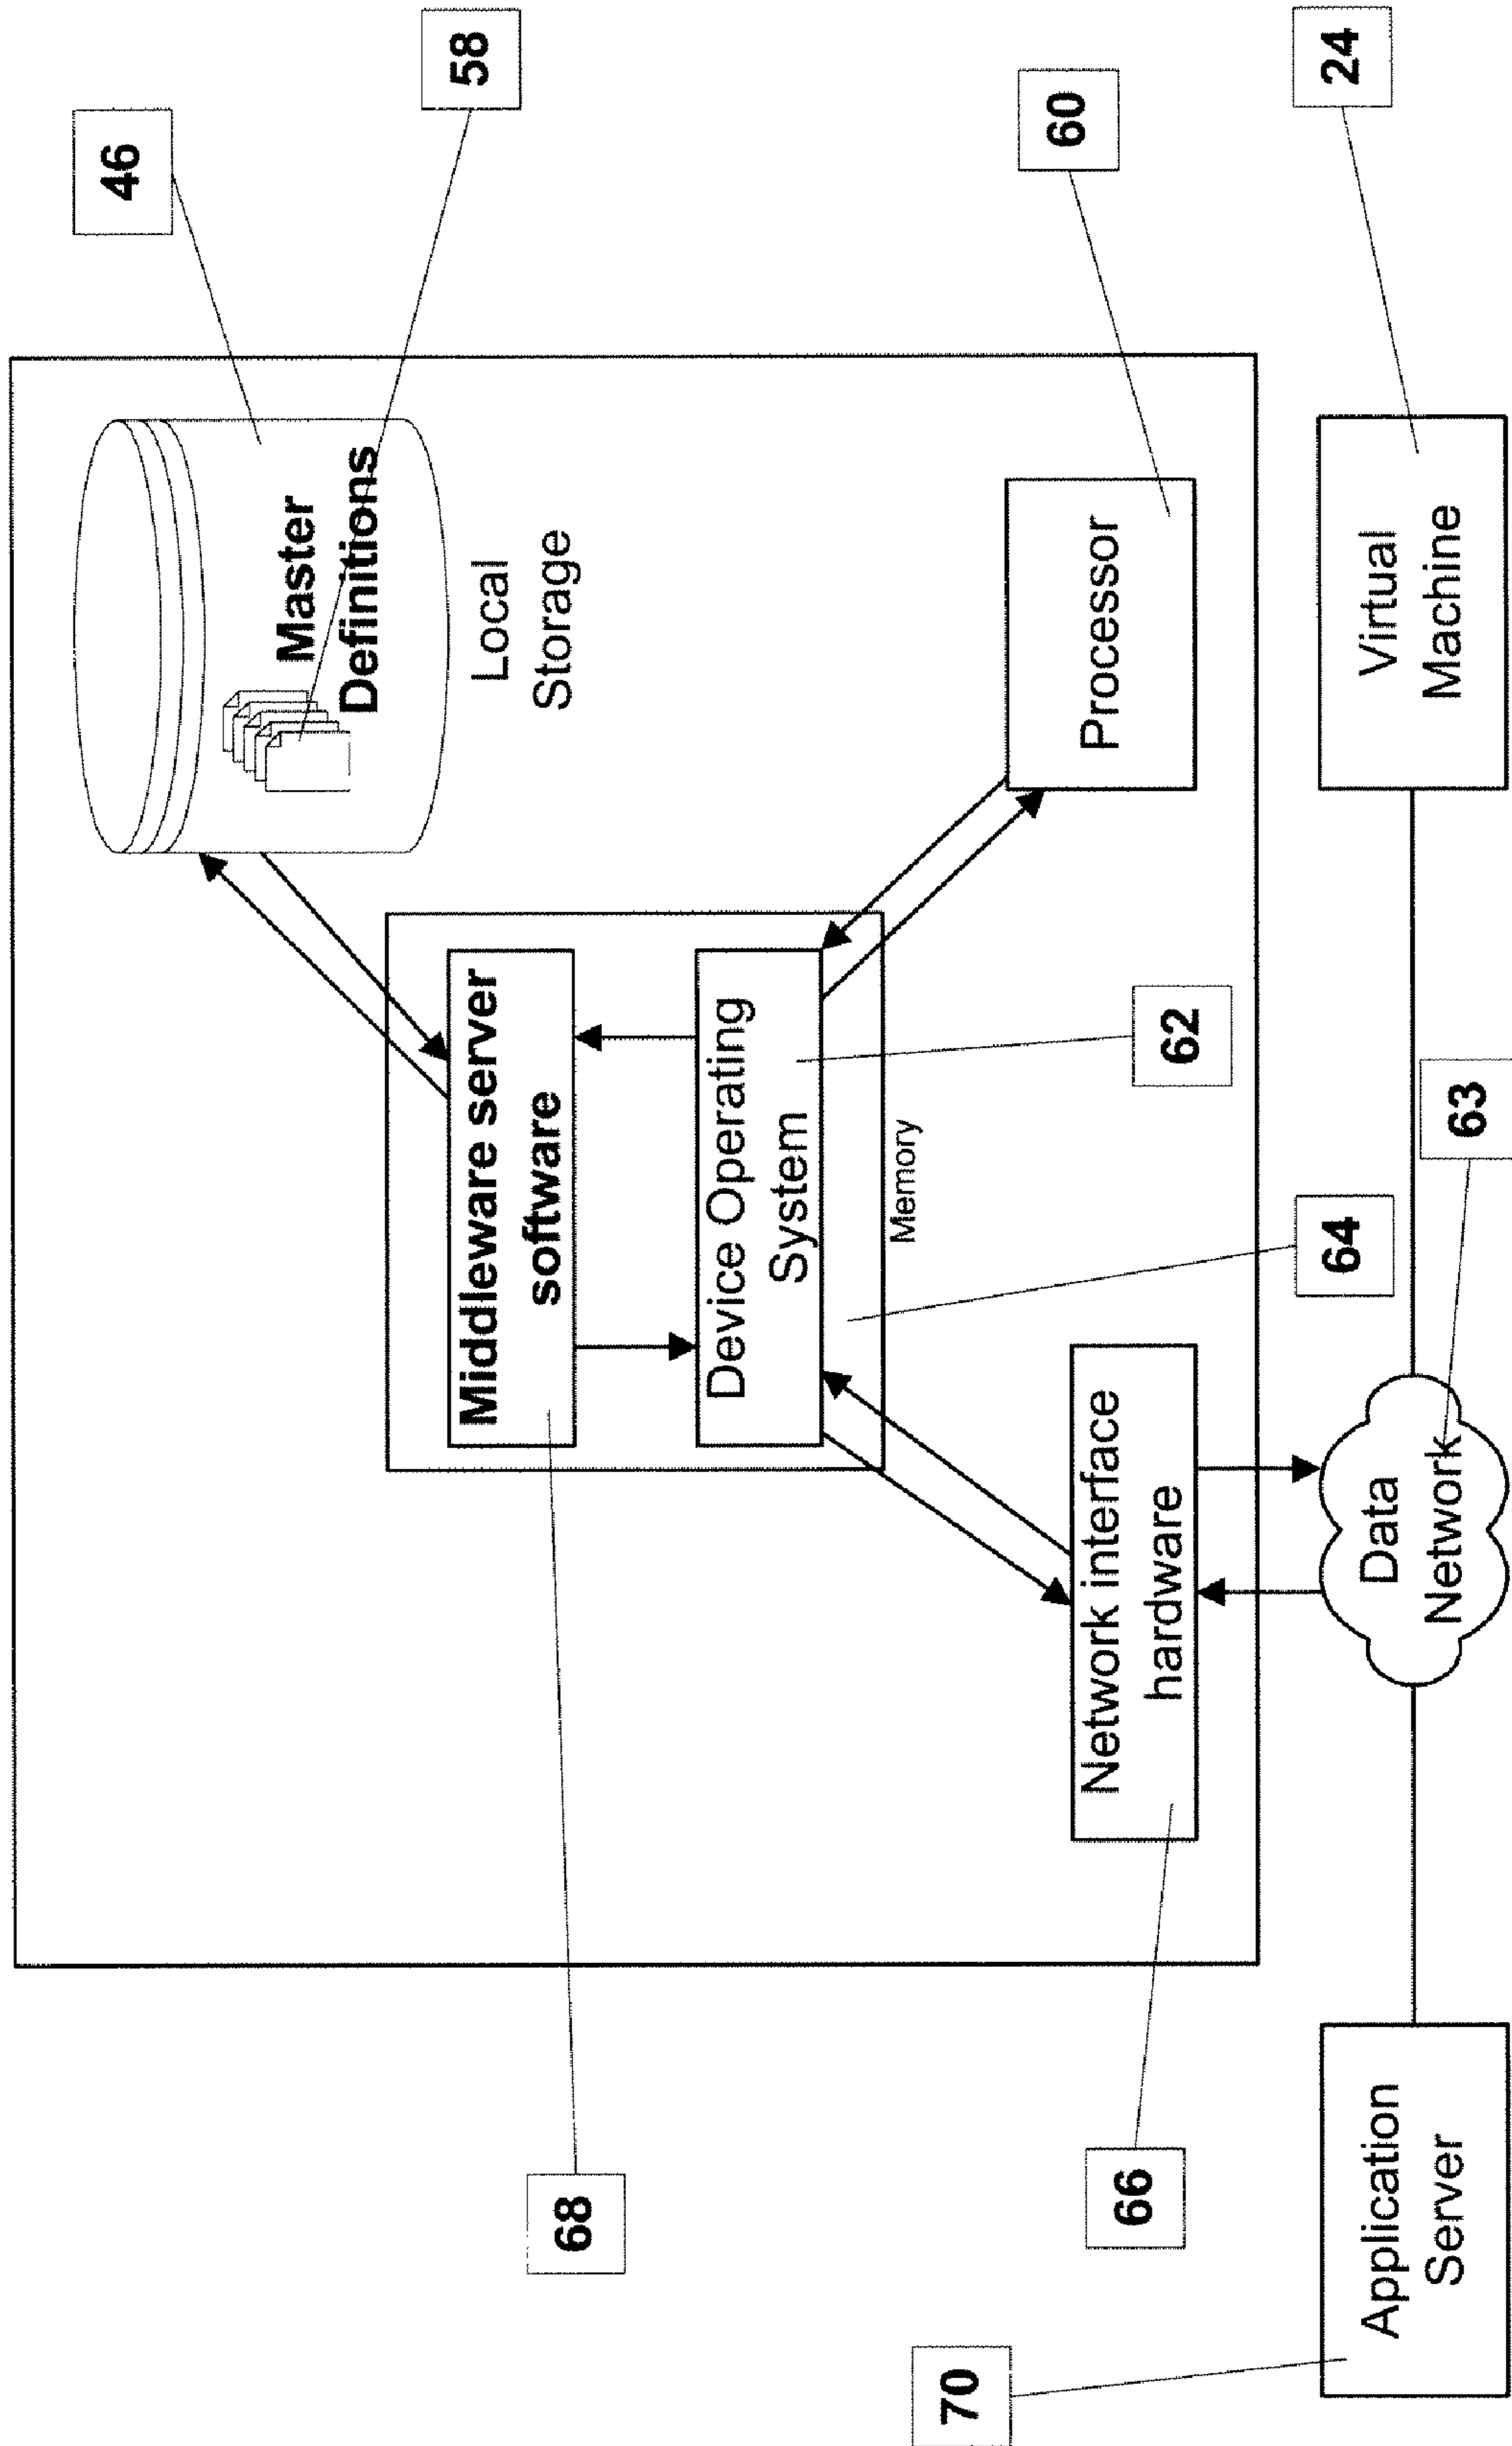 46
58
Master
Definitions
Local
Storage
68
Middleware server
software
Device Operating
System
Memory
60
Processor
62
64
66
Network interface
hardware
70
Application
Server
Data
Network
63
Virtual
Machine
24